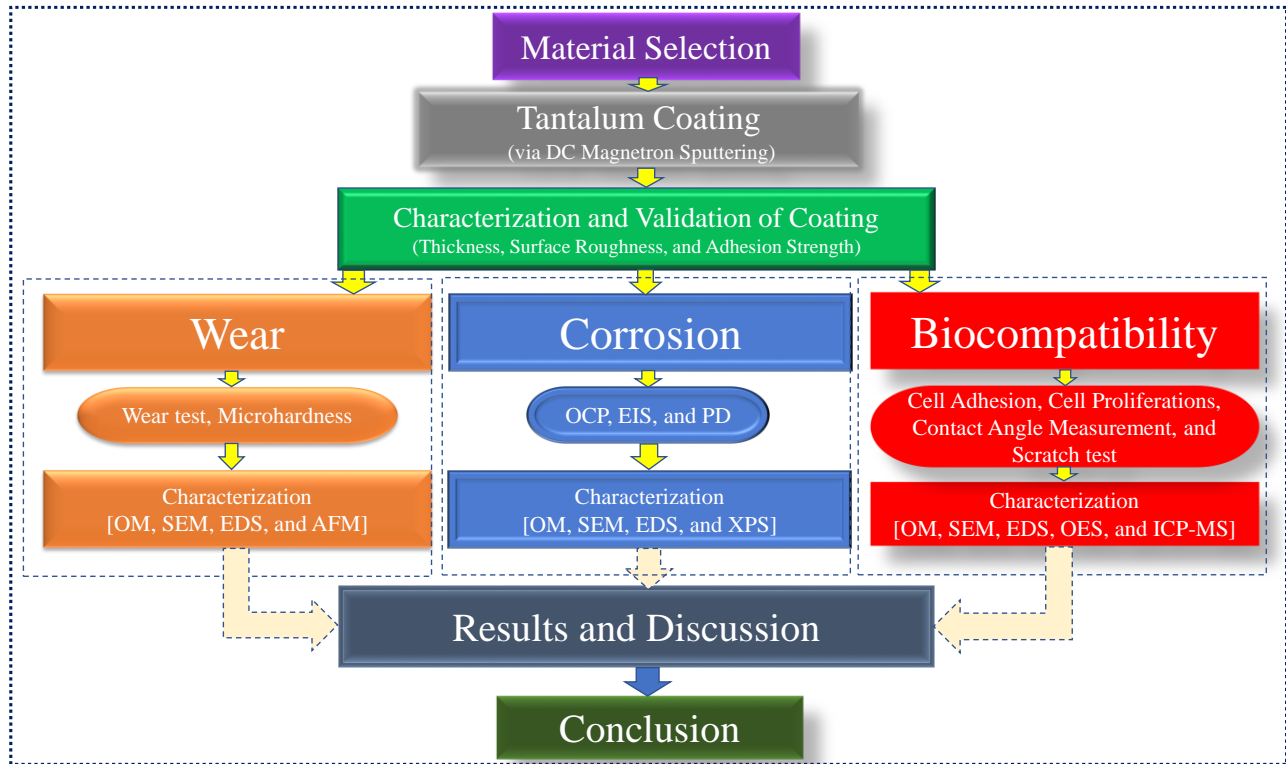 Material Selection
Tantalum Coating
(via DC Magnetron Sputtering)
Characterization and Validation of Coating
(Thickness, Surface Roughness, and Adhesion Strength)
Wear
Wear test, Microhardness
Characterization
[OM, SEM, EDS, and AFM]
Corrosion
OCP, EIS, and PD
Characterization
[OM, SEM, EDS, and XPS]
Biocompatibility
Cell Adhesion, Cell Proliferations,
Contact Angle Measurement, and
Scratch test
Characterization
[OM, SEM, EDS, OES, and ICP-MS]
Results and Discussion
Conclusion